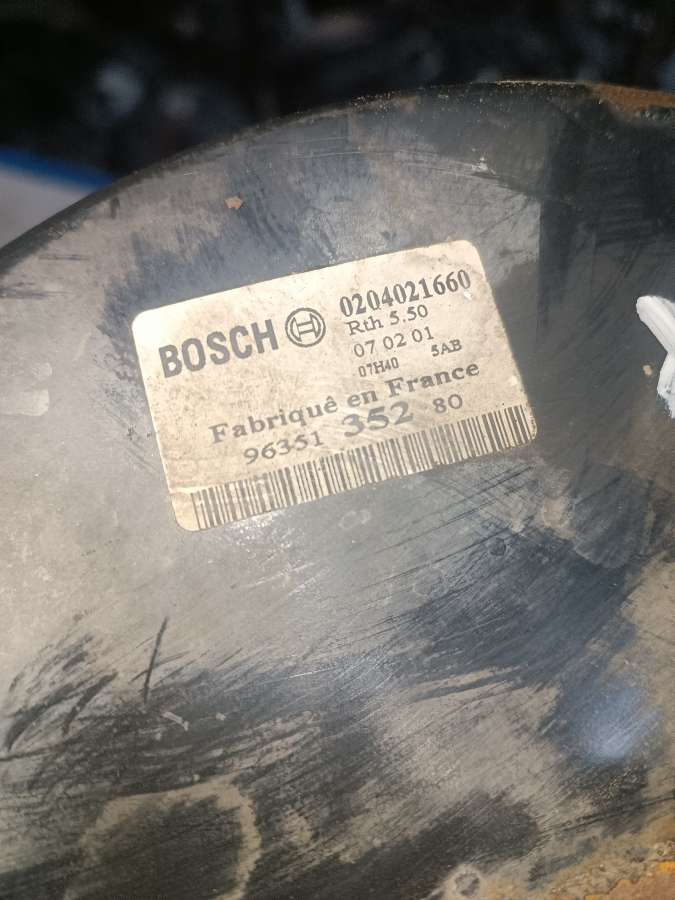 BOSCH 0204021660
Rth 5.50
07 02 01
07H40 5AB
Fabriquê en France
96351 352 80